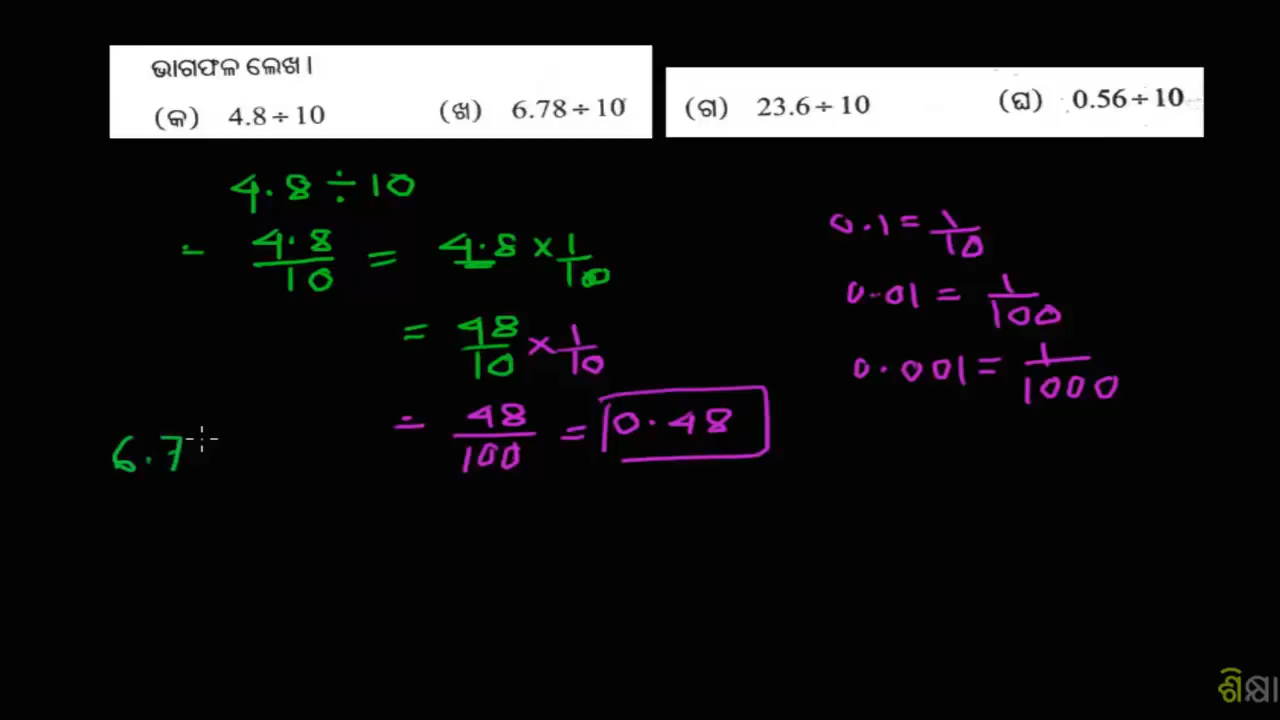 ଭାଗଫଳ ଲେଖ।
(କ) 4.8 ÷ 10 (ଖ) 6.78 ÷ 10 (ଗ) 23.6 ÷ 10 (ଘ) 0.56 ÷ 10
4.8 ÷ 10
= 4.8/10 = 4.8 × 1/10
= 48/10 × 1/10
= 48/100 = 0.48
0.1 = 1/10
0.01 = 1/100
0.001 = 1/1000
6.7
ଶିକ୍ଷା